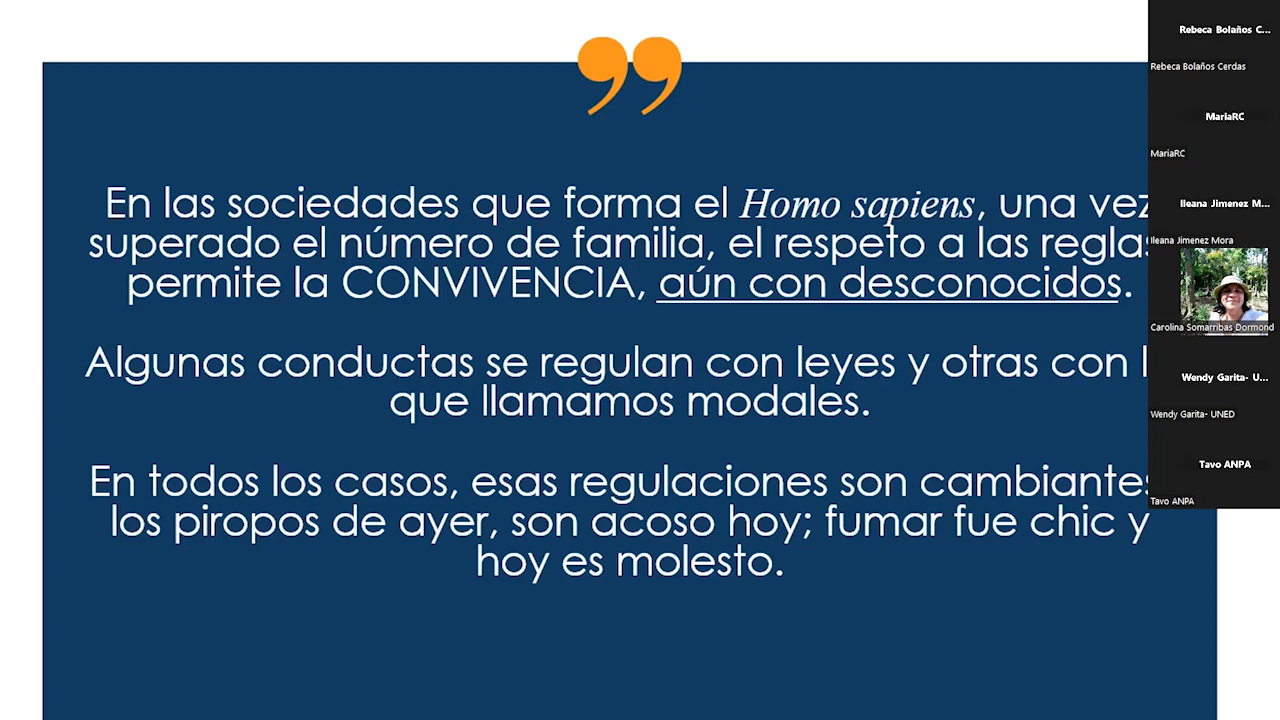 ”
En las sociedades que forma el Homo sapiens, una vez
superado el número de familia, el respeto a las reglas
permite la CONVIVENCIA, aún con desconocidos.
Algunas conductas se regulan con leyes y otras con l
que llamamos modales.
En todos los casos, esas regulaciones son cambiantes
los piropos de ayer, son acoso hoy; fumar fue chic y
hoy es molesto.
Rebeca Bolaños C...
Rebeca Bolaños Cerdas
MariaRC
MariaRC
Ileana Jimenez M...
Ileana Jimenez Mora
Carolina Somarribas Dormond
Wendy Garita- U...
Wendy Garita- UNED
Tavo ANPA
Tavo ANPA